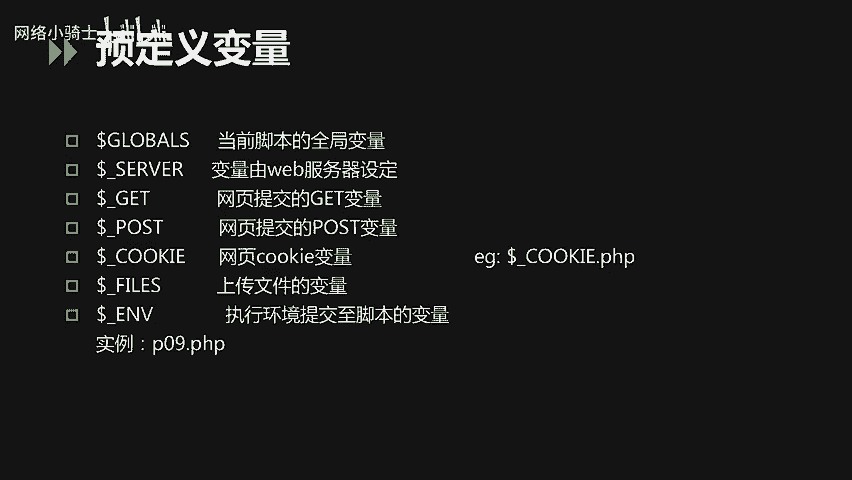 网络小骑士
预定义变量
$GLOBALS 当前脚本的全局变量
$_SERVER 变量由web服务器设定
$_GET 网页提交的GET变量
$_POST 网页提交的POST变量
$_COOKIE 网页cookie变量 eg: $_COOKIE.php
$_FILES 上传文件的变量
$_ENV 执行环境提交至脚本的变量
实例：p09.php